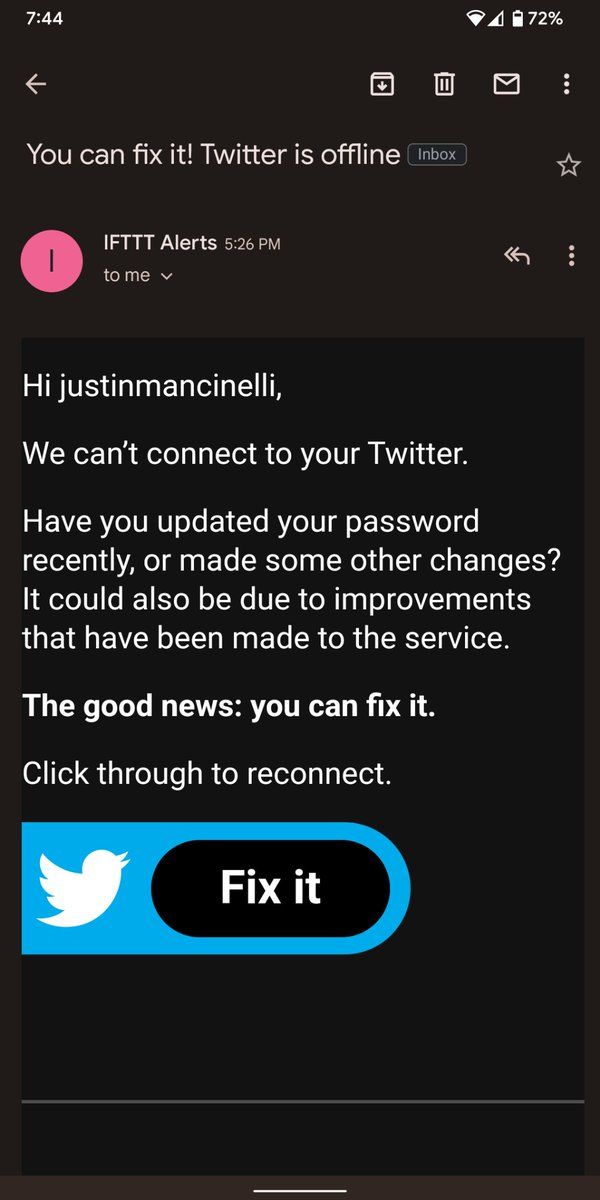 7:44
72%
You can fix it! Twitter is offline Inbox
I
IFTTT Alerts 5:26 PM
to me
Hi justinmancinelli,
We can’t connect to your Twitter.
Have you updated your password
recently, or made some other changes?
It could also be due to improvements
that have been made to the service.
The good news: you can fix it.
Click through to reconnect.
Fix it